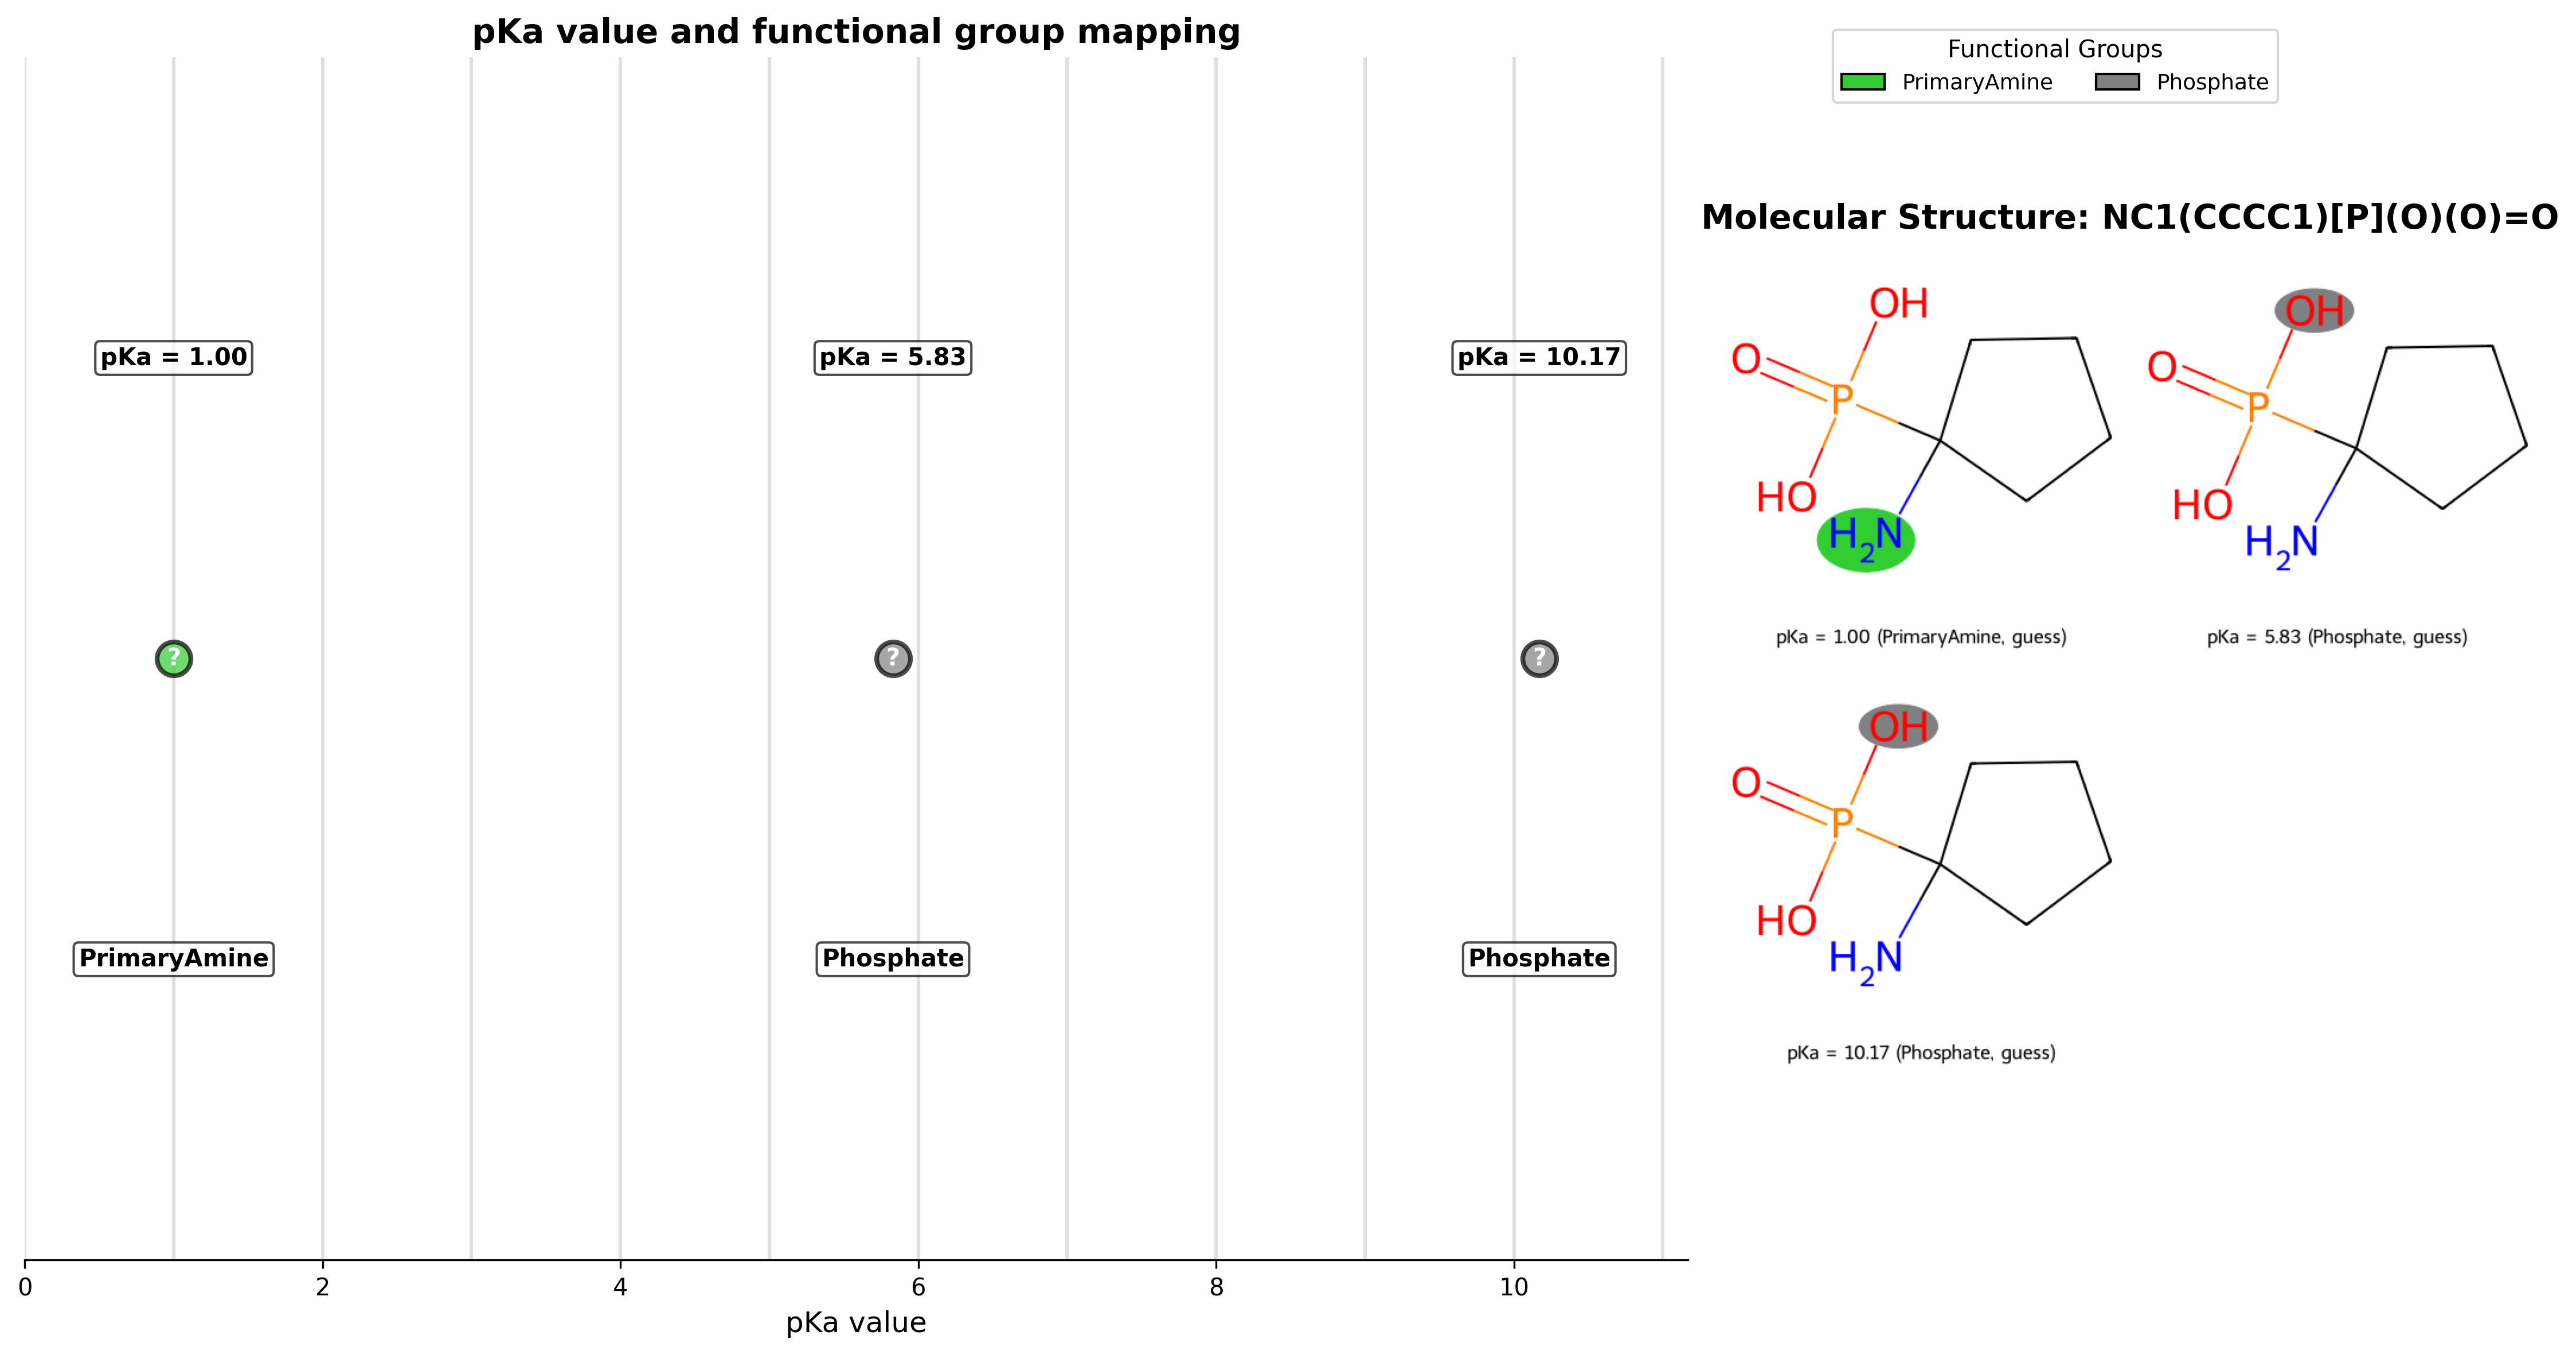 pKa value and functional group mapping
pKa = 1.00
pKa = 5.83
pKa = 10.17
?
?
?
PrimaryAmine
Phosphate
Phosphate
0
2
4
6
8
10
pKa value
Functional Groups
PrimaryAmine
Phosphate
Molecular Structure: NC1(CCCC1)[P](O)(O)=O
OH
O
P
HO
H2N
pKa = 1.00 (PrimaryAmine, guess)
OH
O
P
HO
H2N
pKa = 5.83 (Phosphate, guess)
OH
O
P
HO
H2N
pKa = 10.17 (Phosphate, guess)